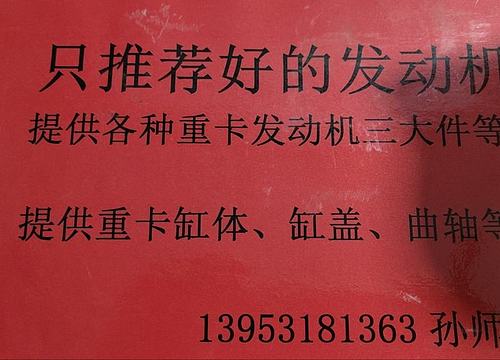 只推荐好的发动机
提供各种重卡发动机三大件等
提供重卡缸体、缸盖、曲轴等
13953181363 孙师